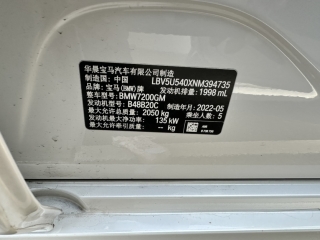 华晨宝马汽车有限公司制造
制造国：中国 LBV5U540XNM394735
品牌：宝马(BMW)牌 发动机排量：1998 mL
整车型号：BMW7200GM
发动机型号：B48B20C 制造年月：2022-05
最大允许总质量：2050 kg 乘坐人数：5
发动机最大净功率：135 kW
最大允许牵引质量：-- kg